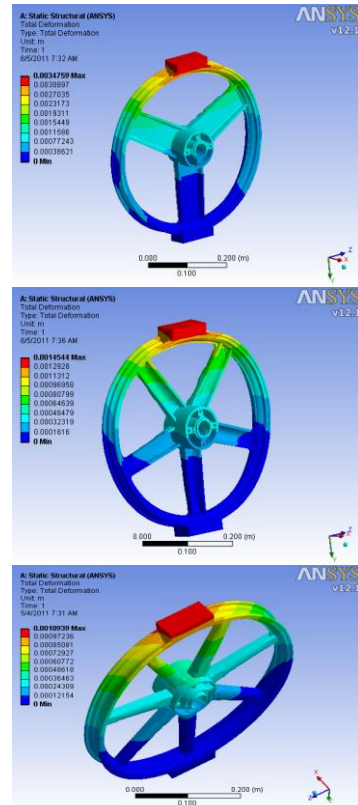 A: Static Structural (ANSYS)
Total Deformation
Type: Total Deformation
Unit: m
Time: 1
6/5/2011 7:32 AM
0.0034759 Max
0.0030897
0.0027035
0.0023173
0.0019311
0.0015449
0.0011586
0.00077243
0.00038621
0 Min
ANSYS
v12.1
0.080
0.200 (m)
0.100
Z
X
Y
A: Static Structural (ANSYS)
Total Deformation
Type: Total Deformation
Unit: m
Time: 1
6/5/2011 7:36 AM
0.0014544 Max
0.0012928
0.0011312
0.00096958
0.00080799
0.00064639
0.00048479
0.00032319
0.0001616
0 Min
ANSYS
v12.1
0.000
0.200 (m)
0.100
Z
X
Y
A: Static Structural (ANSYS)
Total Deformation
Type: Total Deformation
Unit: m
Time: 1
5/4/2011 7:31 AM
0.0010939 Max
0.00097236
0.00085081
0.00072927
0.00060772
0.00048618
0.00036463
0.00024309
0.00012154
0 Min
ANSYS
v12.1
0.000
0.200 (m)
0.100
X
Z
Y